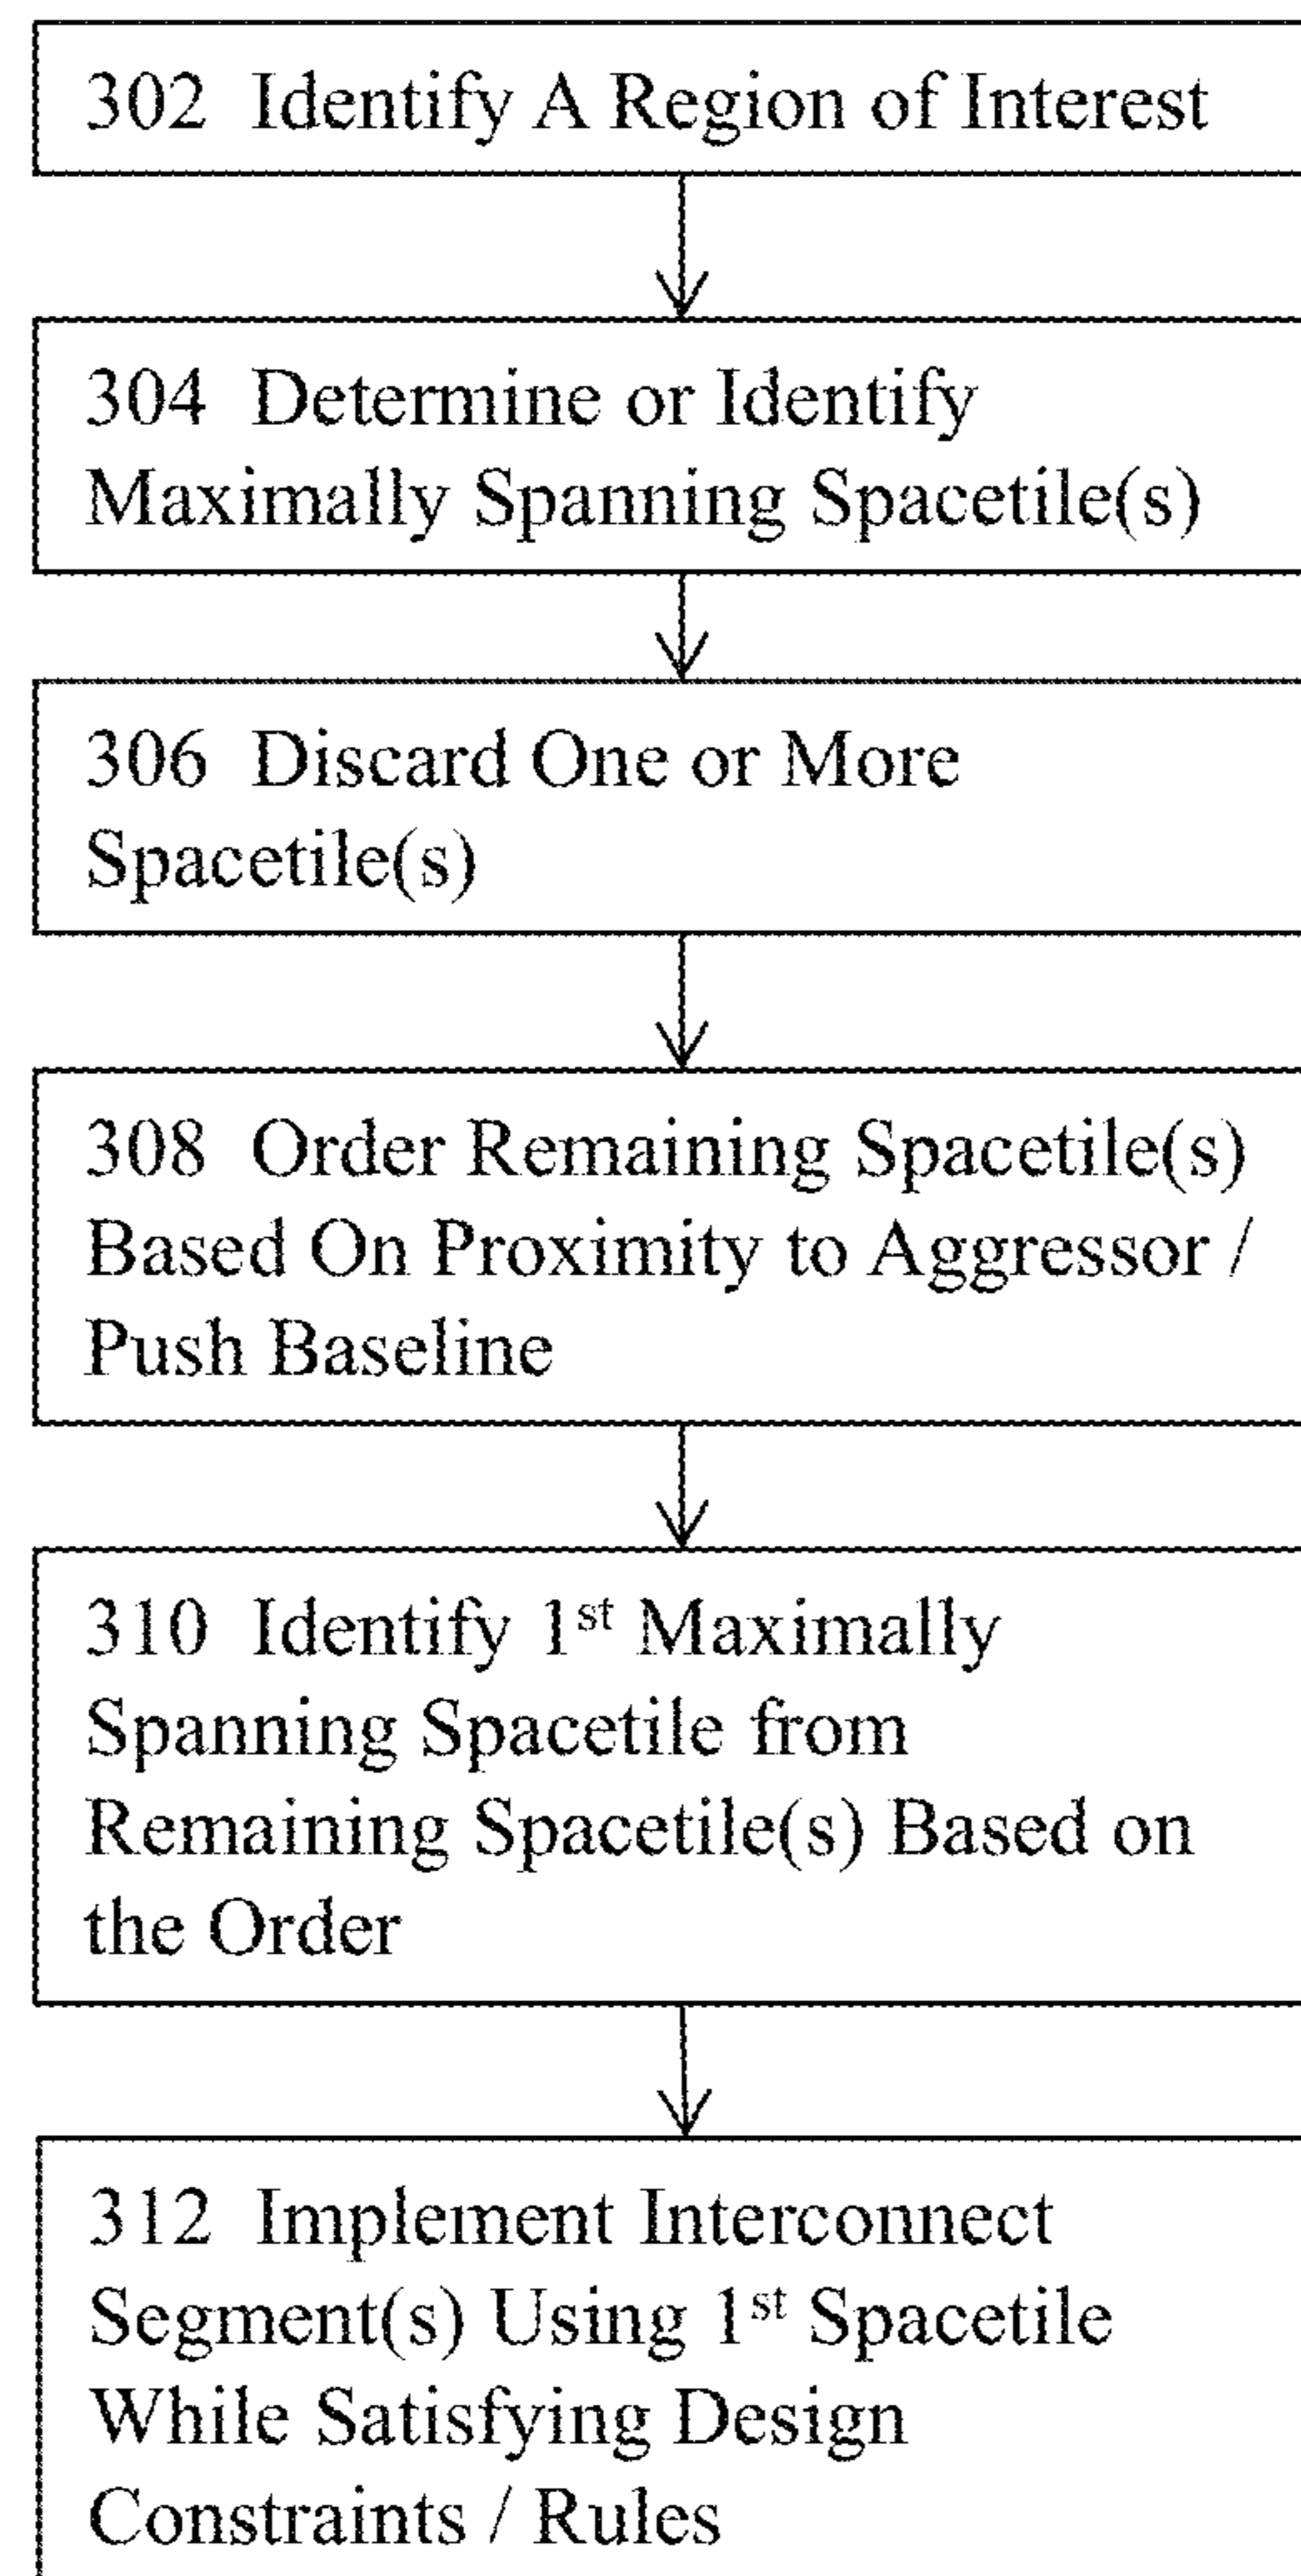 302 Identify A Region of Interest
304 Determine or Identify
Maximally Spanning Spacetile(s)
306 Discard One or More
Spacetile(s)
308 Order Remaining Spacetile(s)
Based On Proximity to Aggressor /
Push Baseline
310 Identify 1st Maximally
Spanning Spacetile from
Remaining Spacetile(s) Based on
the Order
312 Implement Interconnect
Segment(s) Using 1st Spacetile
While Satisfying Design
Constraints / Rules